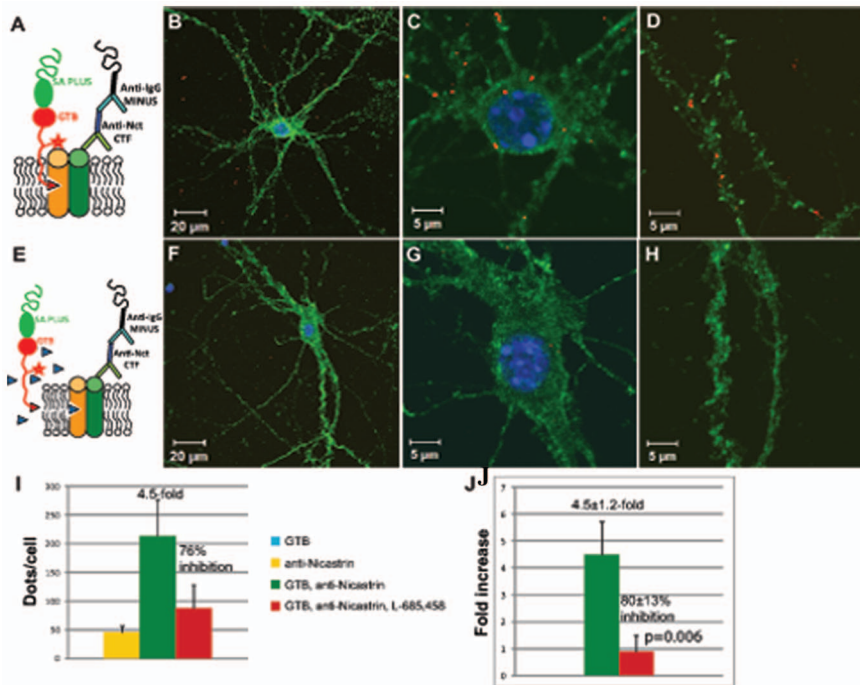 A
B
C
D
SA PLUS
GTB
Anti-IgG
MINUS
Anti-Nct
CTF
20 µm
5 µm
5 µm
E
F
G
H
SA PLUS
GTB
Anti-IgG
MINUS
Anti-Nct
CTF
20 µm
5 µm
5 µm
I
Dots/cell
300
250
200
150
100
50
0
4.5-fold
76%
inhibition
GTB
anti-Nicastrin
GTB, anti-Nicastrin
GTB, anti-Nicastrin, L-685,458
J
J
Fold increase
7
6
5
4
3
2
1
0
4.5±1.2-fold
80±13%
inhibition
p=0.006